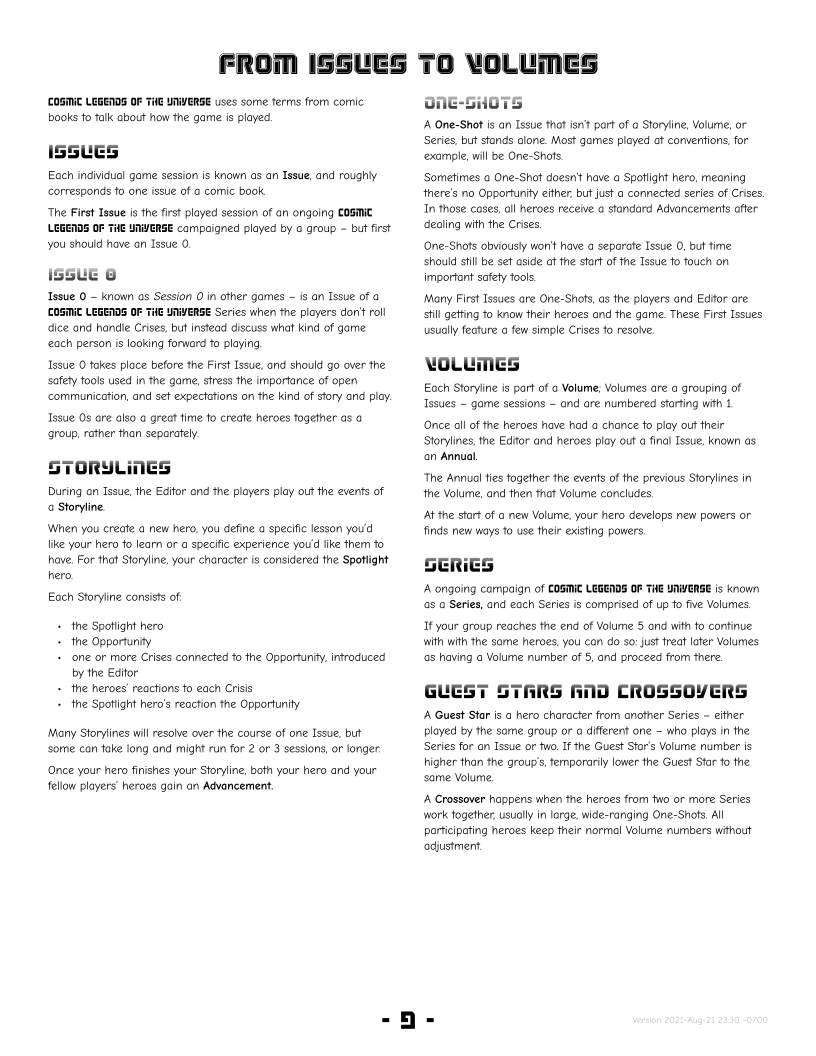 FROM ISSUES TO VOLUMES
COSMIC LEGENDS OF THE UNIVERSE uses some terms from comic
books to talk about how the game is played.
ISSUES
Each individual game session is known as an Issue, and roughly
corresponds to one issue of a comic book.
The First Issue is the first played session of an ongoing COSMIC
LEGENDS OF THE UNIVERSE campaigned played by a group – but first
you should have an Issue 0.
ISSUE 0
Issue 0 – known as Session 0 in other games – is an Issue of a
COSMIC LEGENDS OF THE UNIVERSE Series when the players don't roll
dice and handle Crises, but instead discuss what kind of game
each person is looking forward to playing.
Issue 0 takes place before the First Issue, and should go over the
safety tools used in the game, stress the importance of open
communication, and set expectations on the kind of story and play.
Issue 0s are also a great time to create heroes together as a
group, rather than separately.
STORYLINES
During an Issue, the Editor and the players play out the events of
a Storyline.
When you create a new hero, you define a specific lesson you'd
like your hero to learn or a specific experience you'd like them to
have. For that Storyline, your character is considered the Spotlight
hero.
Each Storyline consists of:
• the Spotlight hero
• the Opportunity
• one or more Crises connected to the Opportunity, introduced
by the Editor
• the heroes' reactions to each Crisis
• the Spotlight hero's reaction the Opportunity
Many Storylines will resolve over the course of one Issue, but
some can take long and might run for 2 or 3 sessions, or longer.
Once your hero finishes your Storyline, both your hero and your
fellow players' heroes gain an Advancement.
ONE-SHOTS
A One-Shot is an Issue that isn't part of a Storyline, Volume, or
Series, but stands alone. Most games played at conventions, for
example, will be One-Shots.
Sometimes a One-Shot doesn't have a Spotlight hero, meaning
there's no Opportunity either, but just a connected series of Crises.
In those cases, all heroes receive a standard Advancements after
dealing with the Crises.
One-Shots obviously won't have a separate Issue 0, but time
should still be set aside at the start of the Issue to touch on
important safety tools.
Many First Issues are One-Shots, as the players and Editor are
still getting to know their heroes and the game. These First Issues
usually feature a few simple Crises to resolve.
VOLUMES
Each Storyline is part of a Volume; Volumes are a grouping of
Issues – game sessions – and are numbered starting with 1.
Once all of the heroes have had a chance to play out their
Storylines, the Editor and heroes play out a final Issue, known as
an Annual.
The Annual ties together the events of the previous Storylines in
the Volume, and then that Volume concludes.
At the start of a new Volume, your hero develops new powers or
finds new ways to use their existing powers.
SERIES
A ongoing campaign of COSMIC LEGENDS OF THE UNIVERSE is known
as a Series, and each Series is comprised of up to five Volumes.
If your group reaches the end of Volume 5 and with to continue
with with the same heroes, you can do so: just treat later Volumes
as having a Volume number of 5, and proceed from there.
GUEST STARS AND CROSSOVERS
A Guest Star is a hero character from another Series – either
played by the same group or a different one – who plays in the
Series for an Issue or two. If the Guest Star's Volume number is
higher than the group's, temporarily lower the Guest Star to the
same Volume.
A Crossover happens when the heroes from two or more Series
work together, usually in large, wide-ranging One-Shots. All
participating heroes keep their normal Volume numbers without
adjustment.
- 9 -
Version 2021-Aug-21 23:30 -0700